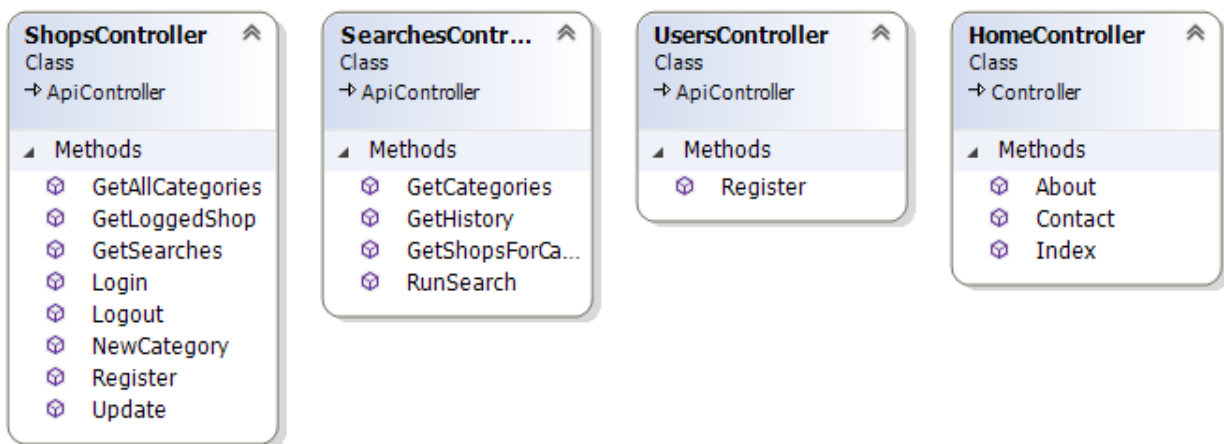 ShopsController
Class
ApiController
Methods
GetAllCategories
GetLoggedShop
GetSearches
Login
Logout
NewCategory
Register
Update
SearchesContr...
Class
ApiController
Methods
GetCategories
GetHistory
GetShopsForCa...
RunSearch
UsersController
Class
ApiController
Methods
Register
HomeController
Class
Controller
Methods
About
Contact
Index